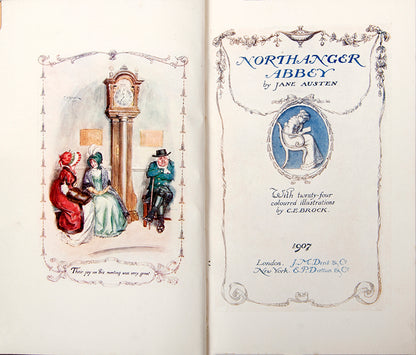 Their joy on this meeting was very great
NORTHANGER
ABBEY
by JANE AUSTEN
With twenty-four
coloured illustrations
by C.E.BROCK.
1907
London. J.M.Dent & Co
New York. E.P.Dutton & Co